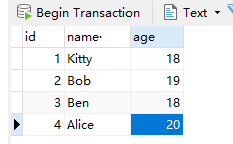 Begin Transaction Text
id name age
1 Kitty 18
2 Bob 19
3 Ben 18
4 Alice 20